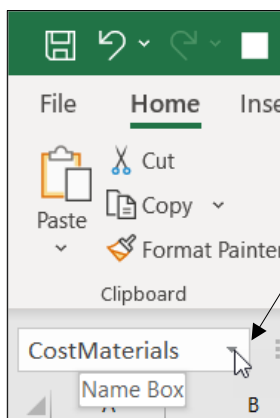 File Home Inse
Cut
Copy
Paste
Format Painter
Clipboard
CostMaterials
Name Box
B